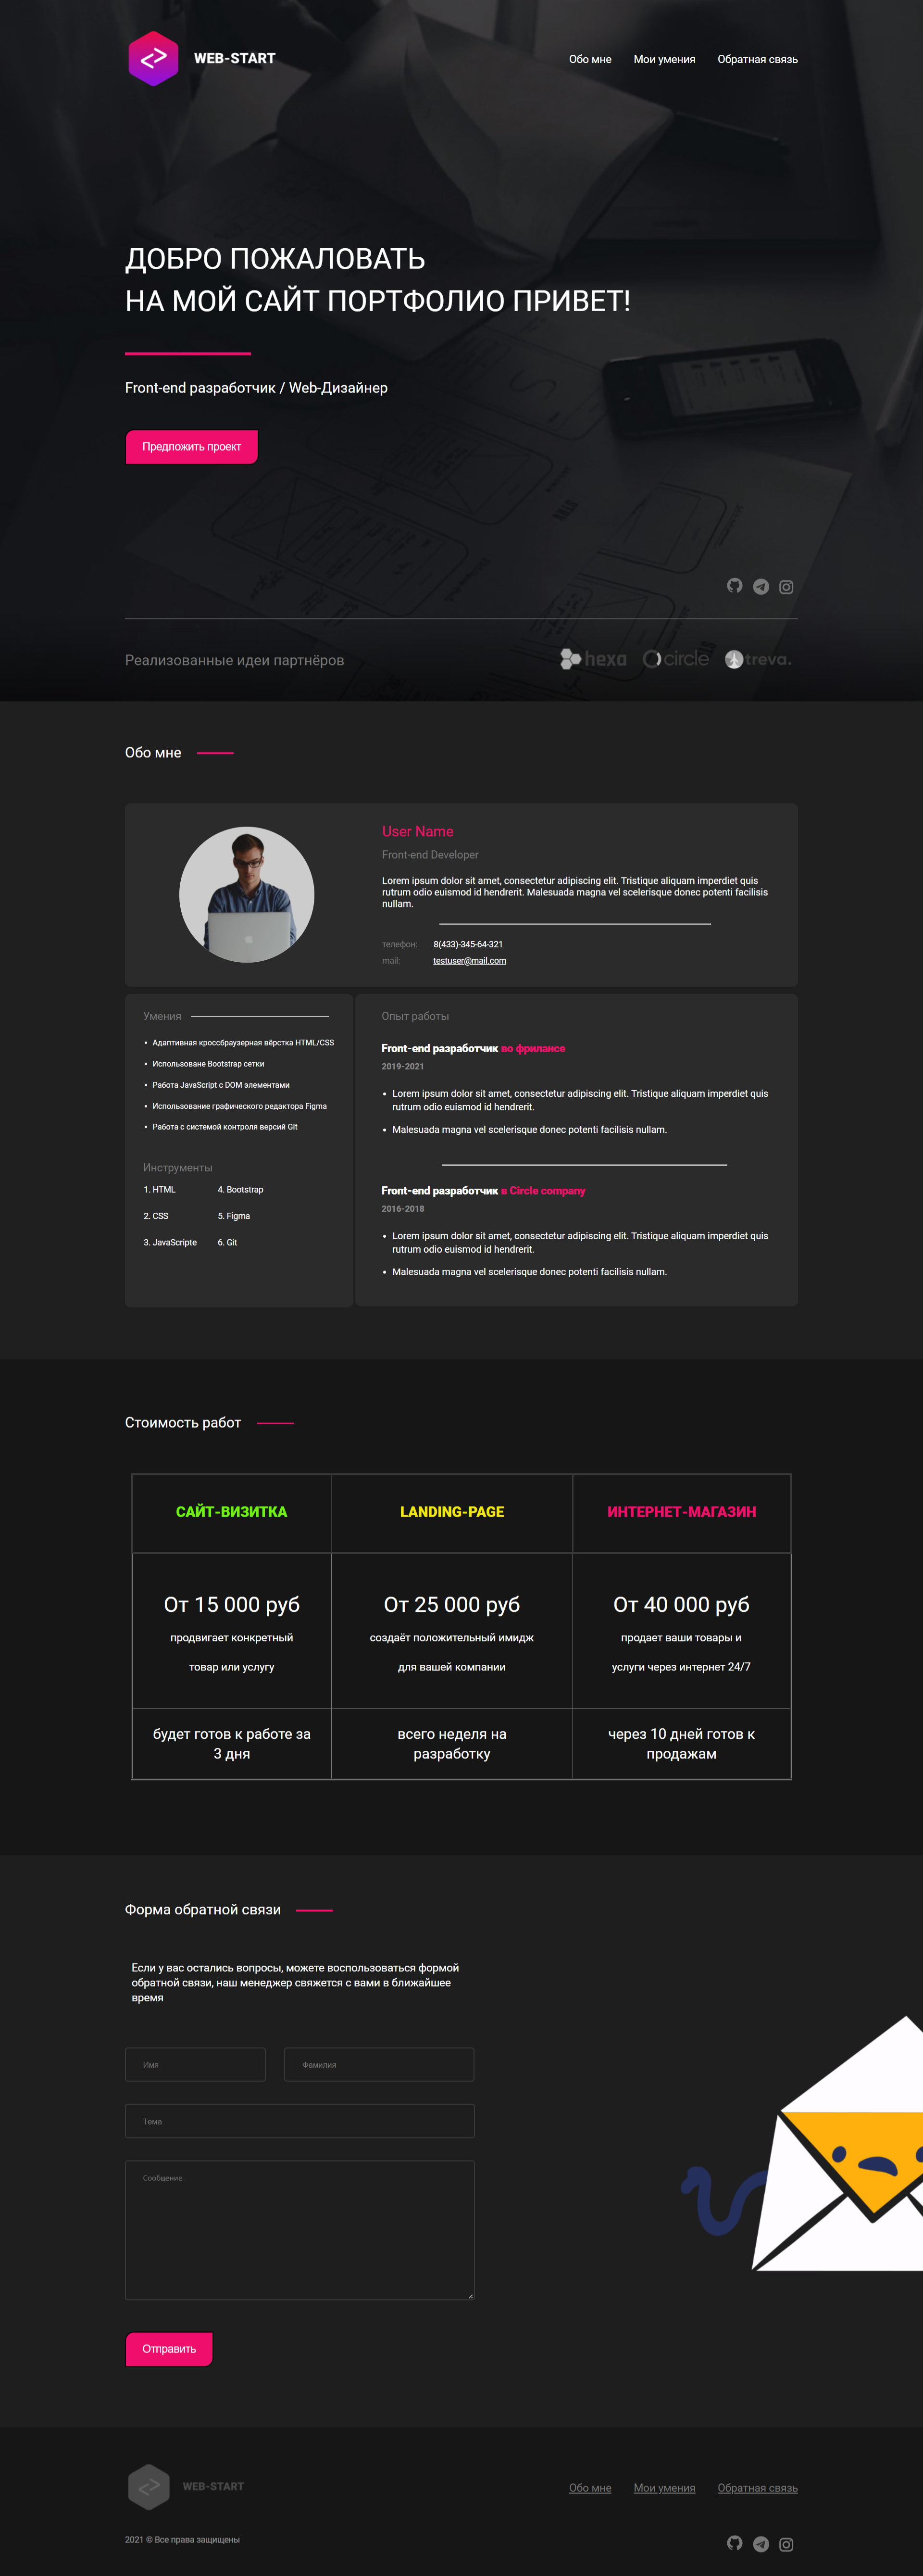 WEB-START
Обо мне
Мои умения
Обратная связь
ДОБРО ПОЖАЛОВАТЬ
НА МОЙ САЙТ ПОРТФОЛИО ПРИВЕТ!
Front-end разработчик / Web-Дизайнер
Предложить проект
Реализованные идеи партнёров
hexa
circle
treva.
Обо мне
User Name
Front-end Developer
Lorem ipsum dolor sit amet, consectetur adipiscing elit. Tristique aliquam imperdiet quis
rutrum odio euismod id hendrerit. Malesuada magna vel scelerisque donec potenti facilisis
nullam.
телефон: 8(433)-345-64-321
mail: testuser@mail.com
Умения
Адаптивная кроссбраузерная вёрстка HTML/CSS
Использоване Bootstrap сетки
Работа JavaScript с DOM элементами
Использование графического редактора Figma
Работа с системой контроля версий Git
Инструменты
1. HTML
2. CSS
3. JavaScripte
4. Bootstrap
5. Figma
6. Git
Опыт работы
Front-end разработчик во фрилансе
2019-2021
Lorem ipsum dolor sit amet, consectetur adipiscing elit. Tristique aliquam imperdiet quis
rutrum odio euismod id hendrerit.
Malesuada magna vel scelerisque donec potenti facilisis nullam.
Front-end разработчик в Circle company
2016-2018
Lorem ipsum dolor sit amet, consectetur adipiscing elit. Tristique aliquam imperdiet quis
rutrum odio euismod id hendrerit.
Malesuada magna vel scelerisque donec potenti facilisis nullam.
Стоимость работ
САЙТ-ВИЗИТКА
LANDING-PAGE
ИНТЕРНЕТ-МАГАЗИН
От 15 000 руб
продвигает конкретный
товар или услугу
От 25 000 руб
создаёт положительный имидж
для вашей компании
От 40 000 руб
продает ваши товары и
услуги через интернет 24/7
будет готов к работе за
3 дня
всего неделя на
разработку
через 10 дней готов к
продажам
Форма обратной связи
Если у вас остались вопросы, можете воспользоваться формой
обратной связи, наш менеджер свяжется с вами в ближайшее
время
Имя
Фамилия
Тема
Сообщение
Отправить
WEB-START
Обо мне
Мои умения
Обратная связь
2021 © Все права защищены